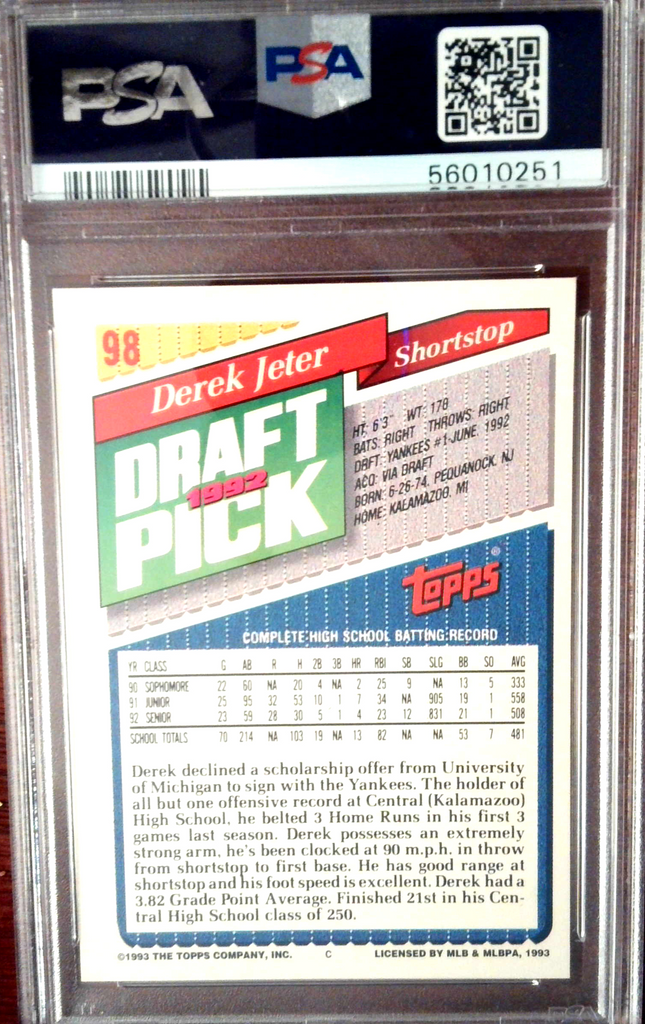 PSA
PSA
56010251
98
Derek Jeter
Shortstop
DRAFT
1992
PICK
HT: 6'3" WT: 178
BATS: RIGHT THROWS: RIGHT
DRFT: YANKEES #1-JUNE, 1992
ACQ: VIA DRAFT
BORN: 6-26-74, PEQUANOCK, NJ
HOME: KALAMAZOO, MI
TOPPS®
COMPLETE HIGH SCHOOL BATTING RECORD
YR CLASS G AB R H 2B 3B HR RBI SB SLG BB SO AVG
90 SOPHOMORE 22 60 NA 20 4 NA 2 25 9 NA 13 5 333
91 JUNIOR 25 95 32 53 10 1 7 34 NA 905 19 1 558
92 SENIOR 23 59 28 30 5 1 4 23 12 831 21 1 508
SCHOOL TOTALS 70 214 NA 103 19 NA 13 82 NA NA 53 7 481
Derek declined a scholarship offer from University
of Michigan to sign with the Yankees. The holder of
all but one offensive record at Central (Kalamazoo)
High School, he belted 3 Home Runs in his first 3
games last season. Derek possesses an extremely
strong arm, he's been clocked at 90 m.p.h. in throw
from shortstop to first base. He has good range at
shortstop and his foot speed is excellent. Derek had a
3.82 Grade Point Average. Finished 21st in his Cen-
tral High School class of 250.
©1993 THE TOPPS COMPANY, INC. C LICENSED BY MLB & MLBPA, 1993
PSA